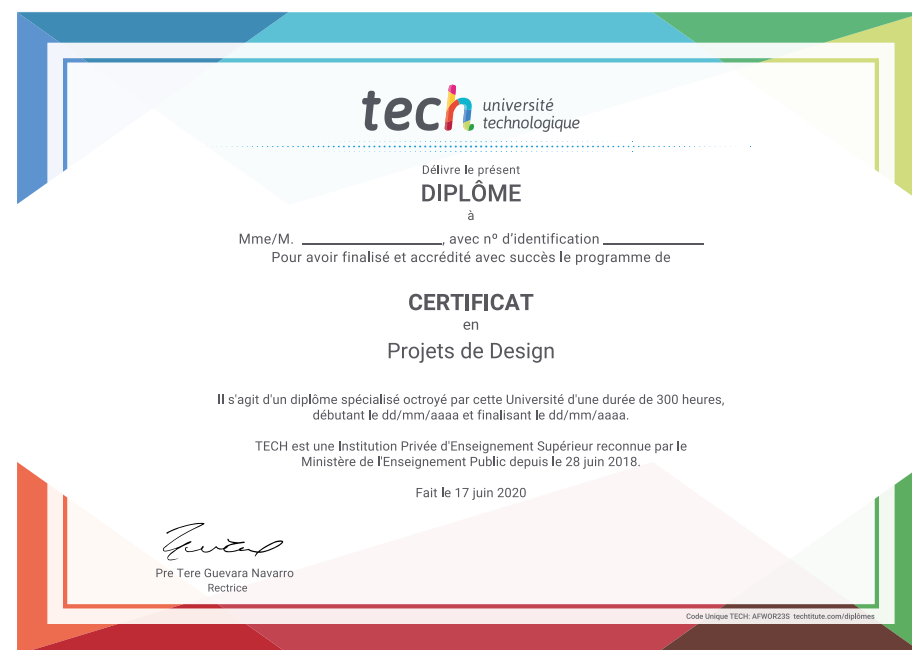 tech université
technologique
Délivre le présent
DIPLÔME
à
Mme/M. ____________, avec nº d'identification ____________
Pour avoir finalisé et accrédité avec succès le programme de
CERTIFICAT
en
Projets de Design
Il s'agit d'un diplôme spécialisé octroyé par cette Université d'une durée de 300 heures,
débutant le dd/mm/aaaa et finalisant le dd/mm/aaaa.
TECH est une Institution Privée d'Enseignement Supérieur reconnue par le
Ministère de l'Enseignement Public depuis le 28 juin 2018.
Fait le 17 juin 2020
Pre Tere Guevara Navarro
Rectrice
Code Unique TECH: AFWOR23S techtitute.com/diplômes